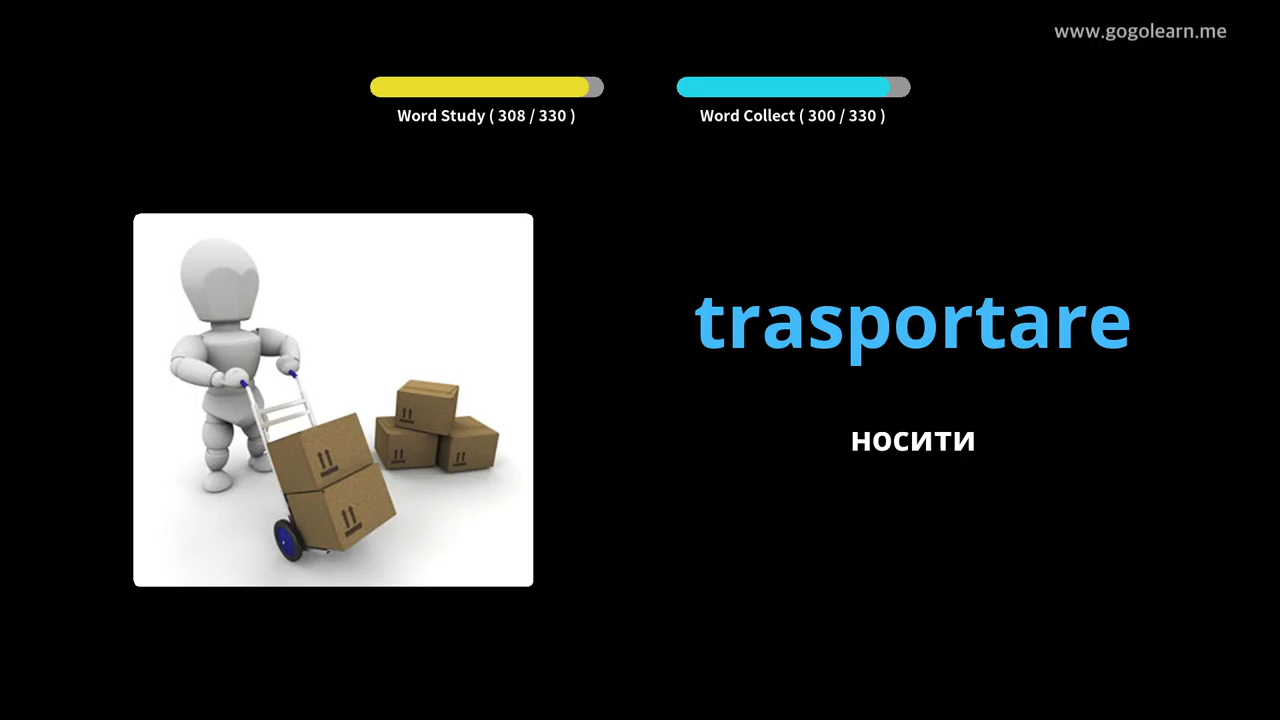 www.gogolearn.me
Word Study ( 308 / 330 )
Word Collect ( 300 / 330 )
trasportare
носити